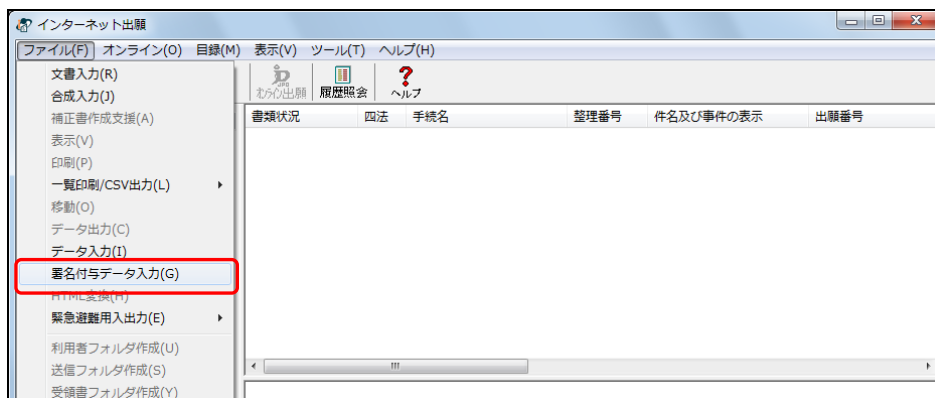 インターネット出願
ファイル(F) オンライン(O) 目録(M) 表示(V) ツール(T) ヘルプ(H)
文書入力(R)
合成入力(J)
補正書作成支援(A)
表示(V)
印刷(P)
一覧印刷/CSV出力(L)
移動(O)
データ出力(C)
データ入力(I)
署名付与データ入力(G)
HTML変換(H)
緊急避難用入出力(E)
利用者フォルダ作成(U)
送信フォルダ作成(S)
受領書フォルダ作成(Y)
オンライン出願 履歴照会 ヘルプ
書類状況 四法 手続名 整理番号 件名及び事件の表示 出願番号